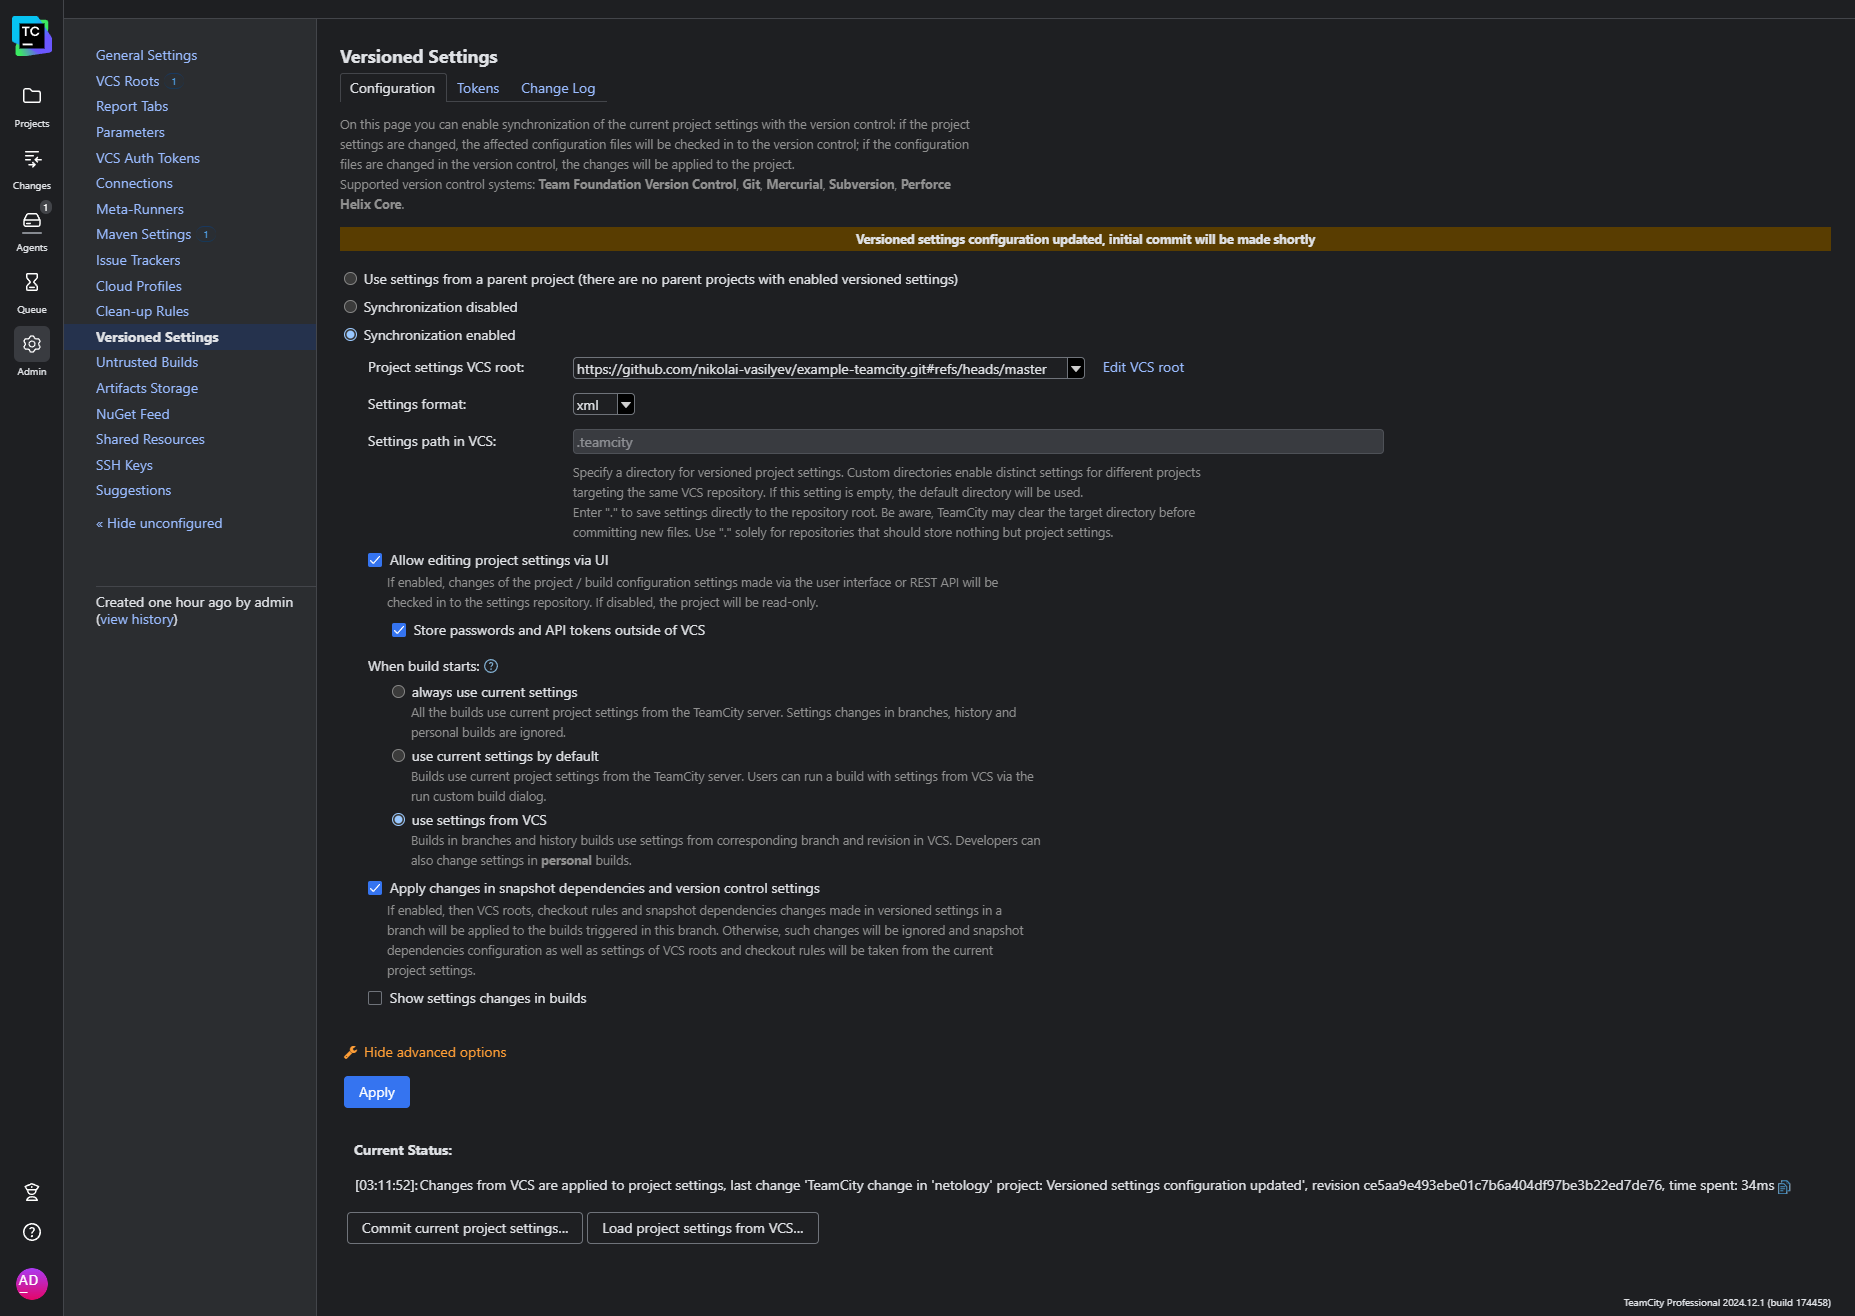 TC
Projects
Changes
1
Agents
Queue
Admin
AD
General Settings
VCS Roots 1
Report Tabs
Parameters
VCS Auth Tokens
Connections
Meta-Runners
Maven Settings 1
Issue Trackers
Cloud Profiles
Clean-up Rules
Versioned Settings
Untrusted Builds
Artifacts Storage
NuGet Feed
Shared Resources
SSH Keys
Suggestions
« Hide unconfigured
Created one hour ago by admin
(view history)
Versioned Settings
Configuration Tokens Change Log
On this page you can enable synchronization of the current project settings with the version control: if the project
settings are changed, the affected configuration files will be checked in to the version control; if the configuration
files are changed in the version control, the changes will be applied to the project.
Supported version control systems: Team Foundation Version Control, Git, Mercurial, Subversion, Perforce
Helix Core.
Versioned settings configuration updated, initial commit will be made shortly
Use settings from a parent project (there are no parent projects with enabled versioned settings)
Synchronization disabled
Synchronization enabled
Project settings VCS root: https://github.com/nikolai-vasilyev/example-teamcity.git#refs/heads/master Edit VCS root
Settings format: xml
Settings path in VCS: .teamcity
Specify a directory for versioned project settings. Custom directories enable distinct settings for different projects
targeting the same VCS repository. If this setting is empty, the default directory will be used.
Enter "." to save settings directly to the repository root. Be aware, TeamCity may clear the target directory before
committing new files. Use "." solely for repositories that should store nothing but project settings.
Allow editing project settings via UI
If enabled, changes of the project / build configuration settings made via the user interface or REST API will be
checked in to the settings repository. If disabled, the project will be read-only.
Store passwords and API tokens outside of VCS
When build starts: ?
always use current settings
All the builds use current project settings from the TeamCity server. Settings changes in branches, history and
personal builds are ignored.
use current settings by default
Builds use current project settings from the TeamCity server. Users can run a build with settings from VCS via the
run custom build dialog.
use settings from VCS
Builds in branches and history builds use settings from corresponding branch and revision in VCS. Developers can
also change settings in personal builds.
Apply changes in snapshot dependencies and version control settings
If enabled, then VCS roots, checkout rules and snapshot dependencies changes made in versioned settings in a
branch will be applied to the builds triggered in this branch. Otherwise, such changes will be ignored and snapshot
dependencies configuration as well as settings of VCS roots and checkout rules will be taken from the current
project settings.
Show settings changes in builds
Hide advanced options
Apply
Current Status:
[03:11:52]: Changes from VCS are applied to project settings, last change 'TeamCity change in 'netology' project: Versioned settings configuration updated', revision ce5aa9e493ebe01c7b6a404df97be3b22ed7de76, time spent: 34ms
Commit current project settings... Load project settings from VCS...
TeamCity Professional 2024.12.1 (build 174458)